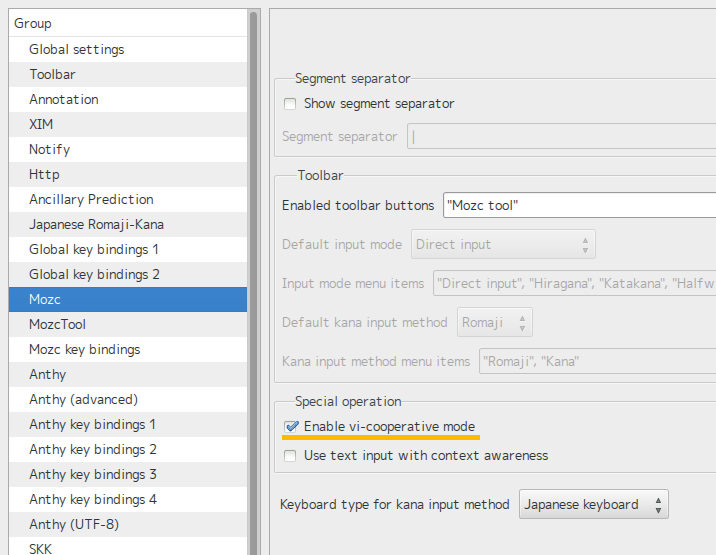 Group
Global settings
Toolbar
Annotation
XIM
Notify
Http
Ancillary Prediction
Japanese Romaji-Kana
Global key bindings 1
Global key bindings 2
Mozc
MozcTool
Mozc key bindings
Anthy
Anthy (advanced)
Anthy key bindings 1
Anthy key bindings 2
Anthy key bindings 3
Anthy key bindings 4
Anthy (UTF-8)
SKK
Segment separator
Show segment separator
Segment separator |
Toolbar
Enabled toolbar buttons "Mozc tool"
Default input mode Direct input
Input mode menu items "Direct input", "Hiragana", "Katakana", "Halfw
Default kana input method Romaji
Kana input method menu items "Romaji", "Kana"
Special operation
Enable vi-cooperative mode
Use text input with context awareness
Keyboard type for kana input method Japanese keyboard